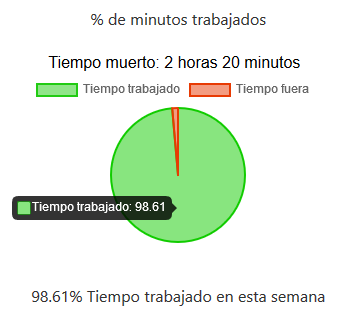 % de minutos trabajados
Tiempo muerto: 2 horas 20 minutos
Tiempo trabajado Tiempo fuera
Tiempo trabajado: 98.61
98.61% Tiempo trabajado en esta semana